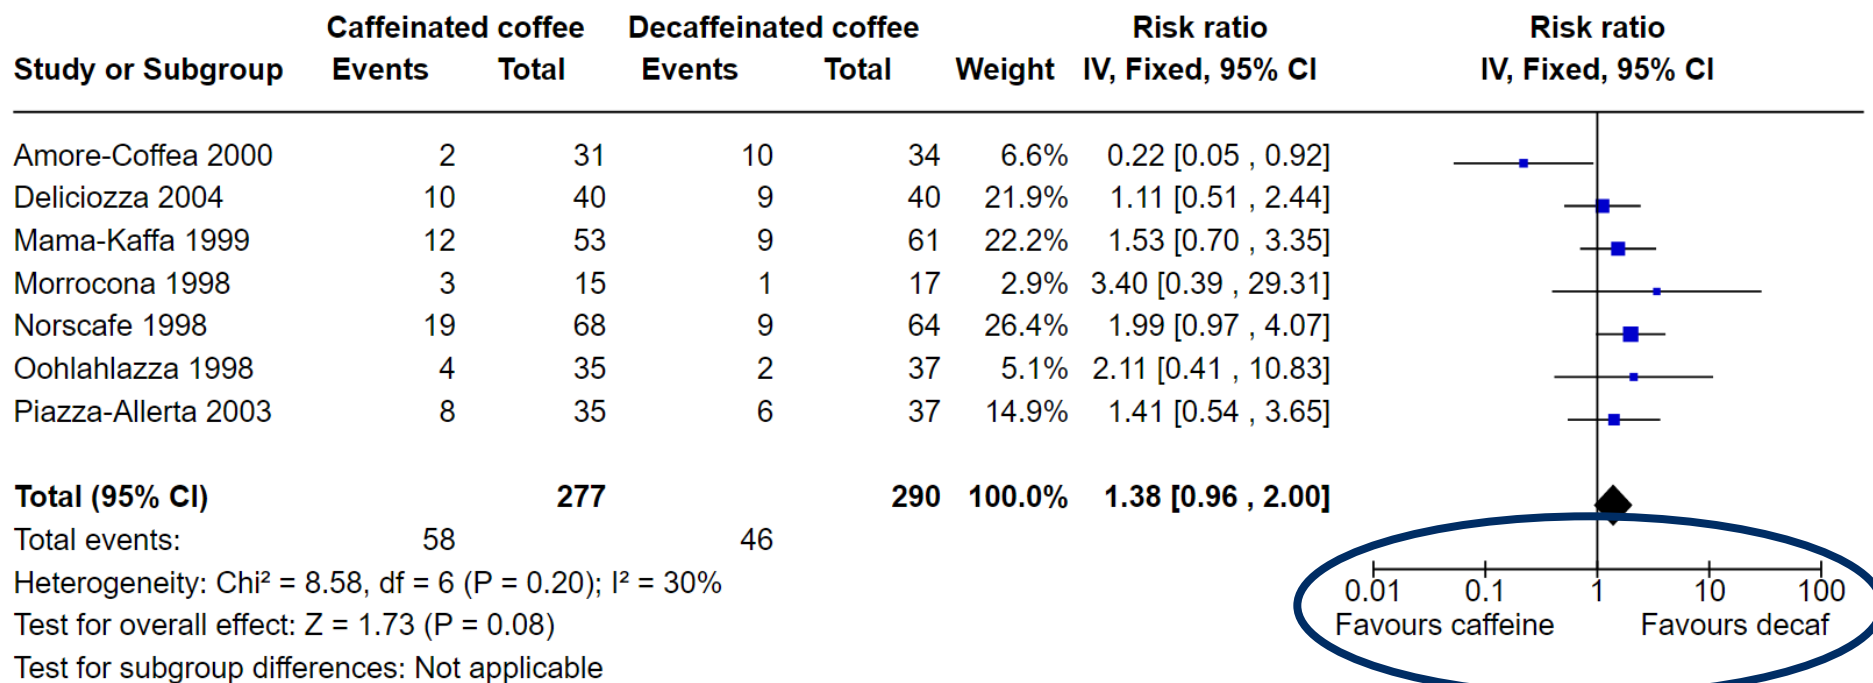 Caffeinated coffee Decaffeinated coffee Risk ratio Risk ratio
Study or Subgroup Events Total Events Total Weight IV, Fixed, 95% CI IV, Fixed, 95% CI
Amore-Coffea 2000 2 31 10 34 6.6% 0.22 [0.05 , 0.92]
Deliciozza 2004 10 40 9 40 21.9% 1.11 [0.51 , 2.44]
Mama-Kaffa 1999 12 53 9 61 22.2% 1.53 [0.70 , 3.35]
Morrocona 1998 3 15 1 17 2.9% 3.40 [0.39 , 29.31]
Norscafe 1998 19 68 9 64 26.4% 1.99 [0.97 , 4.07]
Oohlahlazza 1998 4 35 2 37 5.1% 2.11 [0.41 , 10.83]
Piazza-Allerta 2003 8 35 6 37 14.9% 1.41 [0.54 , 3.65]
Total (95% CI) 277 290 100.0% 1.38 [0.96 , 2.00]
Total events: 58 46
Heterogeneity: Chi² = 8.58, df = 6 (P = 0.20); I² = 30%
Test for overall effect: Z = 1.73 (P = 0.08)
Test for subgroup differences: Not applicable
0.01 0.1 1 10 100
Favours caffeine Favours decaf